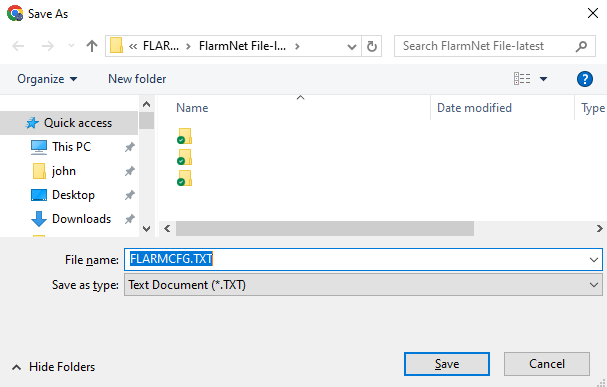 Save As
« FLAR... > FlarmNet File-l... Search FlarmNet File-latest
Organize New folder ?
Name Date modified Type
Quick access
This PC
john
Desktop
Downloads
File name: FLARMCFG.TXT
Save as type: Text Document (*.TXT)
Hide Folders Save Cancel